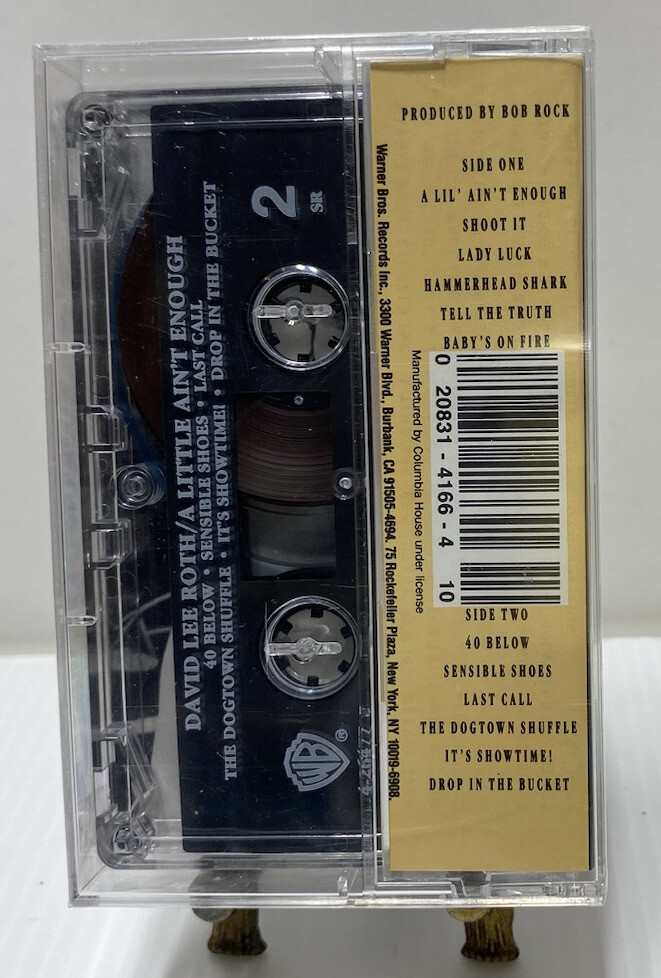 PRODUCED BY BOB ROCK
SIDE ONE
A LIL' AIN'T ENOUGH
SHOOT IT
LADY LUCK
HAMMERHEAD SHARK
TELL THE TRUTH
BABY'S ON FIRE
0 20831-4166-4 10
SIDE TWO
40 BELOW
SENSIBLE SHOES
LAST CALL
THE DOGTOWN SHUFFLE
IT'S SHOWTIME!
DROP IN THE BUCKET
Manufactured by Columbia House under license
Warner Bros. Records Inc., 3300 Warner Blvd., Burbank, CA 91505-4694. 75 Rockefeller Plaza, New York, NY 10019-6908.
2
SR
DAVID LEE ROTH/A LITTLE AIN'T ENOUGH
40 BELOW • SENSIBLE SHOES • LAST CALL
THE DOGTOWN SHUFFLE • IT'S SHOWTIME! • DROP IN THE BUCKET
WB®